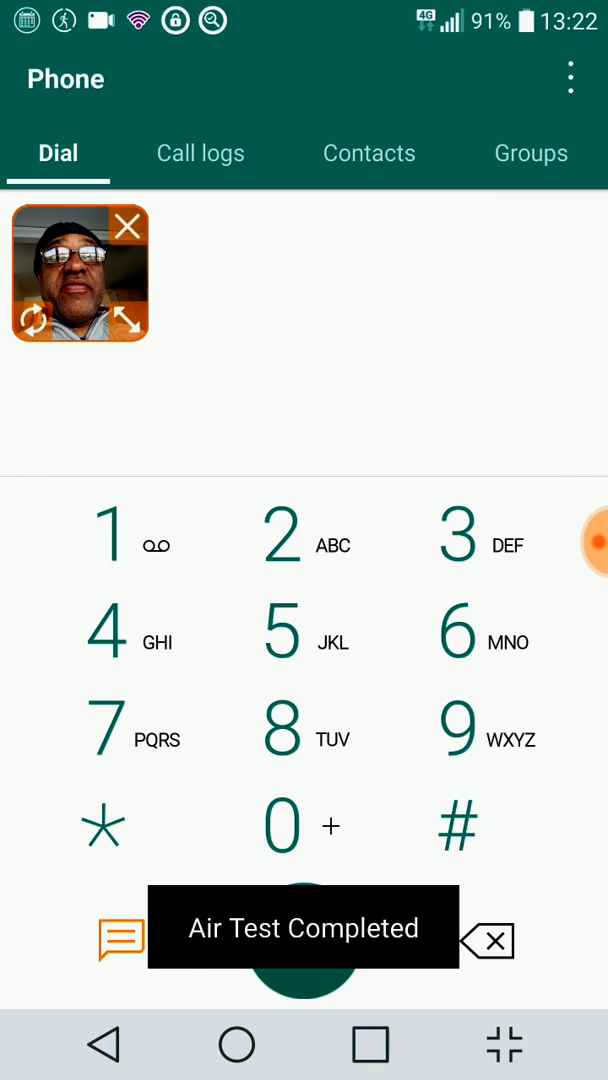 4G 91% 13:22
Phone
Dial Call logs Contacts Groups
1 2 ABC 3 DEF
4 GHI 5 JKL 6 MNO
7 PQRS 8 TUV 9 WXYZ
* 0 + #
Air Test Completed